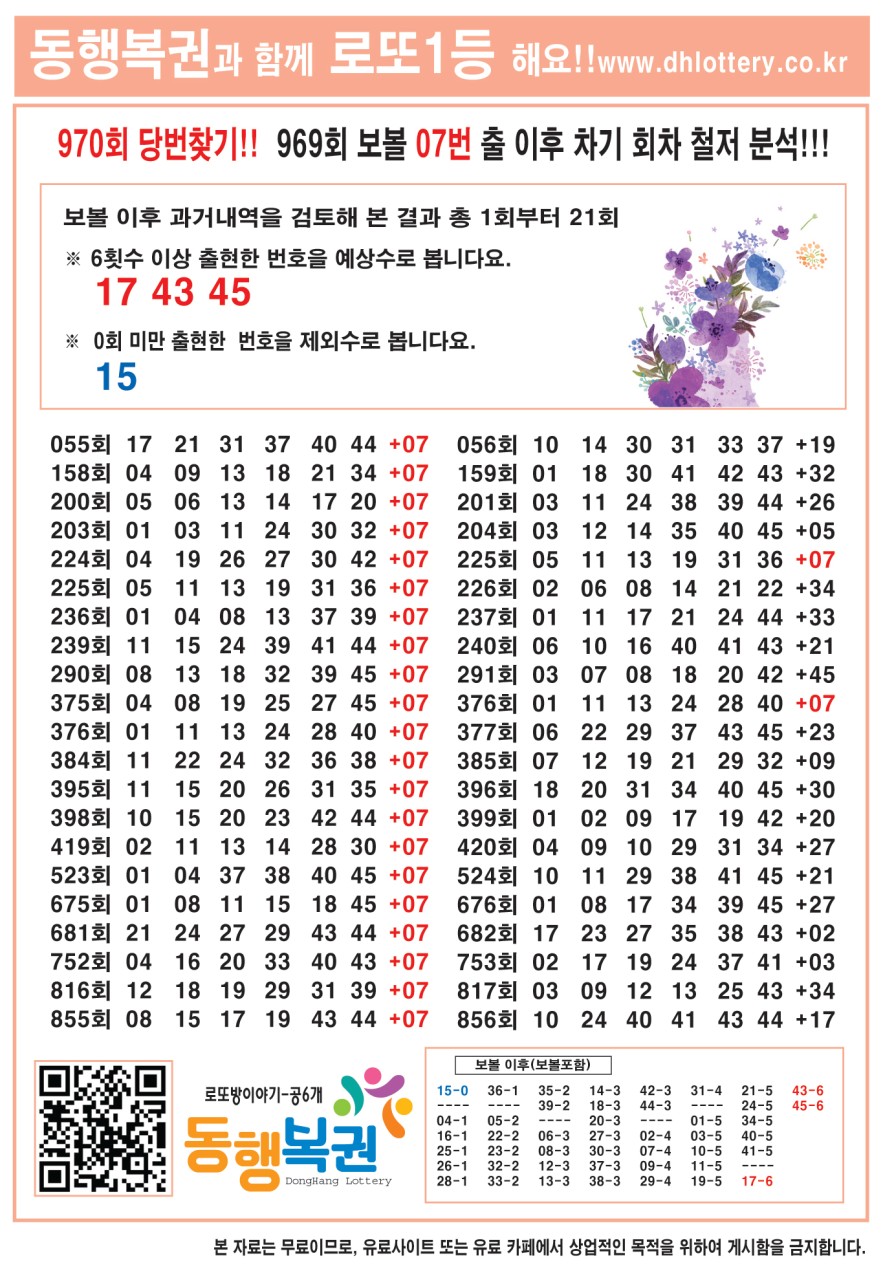 동행복권과 함께 로또1등 해요!!www.dhlottery.co.kr
970회 당번찾기!! 969회 보볼 07번 출 이후 차기 회차 철저 분석!!!
보볼 이후 과거내역을 검토해 본 결과 총 1회부터 21회
※ 6횟수 이상 출현한 번호을 예상수로 봅니다요.
17 43 45
※ 0회 미만 출현한 번호을 제외수로 봅니다요.
15
055회 17 21 31 37 40 44 +07 056회 10 14 30 31 33 37 +19
158회 04 09 13 18 21 34 +07 159회 01 18 30 41 42 43 +32
200회 05 06 13 14 17 20 +07 201회 03 11 24 38 39 44 +26
203회 01 03 11 24 30 32 +07 204회 03 12 14 35 40 45 +05
224회 04 19 26 27 30 42 +07 225회 05 11 13 19 31 36 +07
225회 05 11 13 19 31 36 +07 226회 02 06 08 14 21 22 +34
236회 01 04 08 13 37 39 +07 237회 01 11 17 21 24 44 +33
239회 11 15 24 39 41 44 +07 240회 06 10 16 40 41 43 +21
290회 08 13 18 32 39 45 +07 291회 03 07 08 18 20 42 +45
375회 04 08 19 25 27 45 +07 376회 01 11 13 24 28 40 +07
376회 01 11 13 24 28 40 +07 377회 06 22 29 37 43 45 +23
384회 11 22 24 32 36 38 +07 385회 07 12 19 21 29 32 +09
395회 11 15 20 26 31 35 +07 396회 18 20 31 34 40 45 +30
398회 10 15 20 23 42 44 +07 399회 01 02 09 17 19 42 +20
419회 02 11 13 14 28 30 +07 420회 04 09 10 29 31 34 +27
523회 01 04 37 38 40 45 +07 524회 10 11 29 38 41 45 +21
675회 01 08 11 15 18 45 +07 676회 01 08 17 34 39 45 +27
681회 21 24 27 29 43 44 +07 682회 17 23 27 35 38 43 +02
752회 04 16 20 33 40 43 +07 753회 02 17 19 24 37 41 +03
816회 12 18 19 29 31 39 +07 817회 03 09 12 13 25 43 +34
855회 08 15 17 19 43 44 +07 856회 10 24 40 41 43 44 +17
로또방이야기-공6개
동행복권
DongHang Lottery
보볼 이후(보볼포함)
15-0 36-1 35-2 14-3 42-3 31-4 21-5 43-6
---- ---- 39-2 18-3 44-3 ---- 24-5 45-6
04-1 05-2 ---- 20-3 ---- 01-5 34-5
16-1 22-2 06-3 27-3 02-4 03-5 40-5
25-1 23-2 08-3 30-3 07-4 10-5 41-5
26-1 32-2 12-3 37-3 09-4 11-5 ----
28-1 33-2 13-3 38-3 29-4 19-5 17-6
본 자료는 무료이므로, 유료사이트 또는 유료 카페에서 상업적인 목적을 위하여 게시함을 금지합니다.